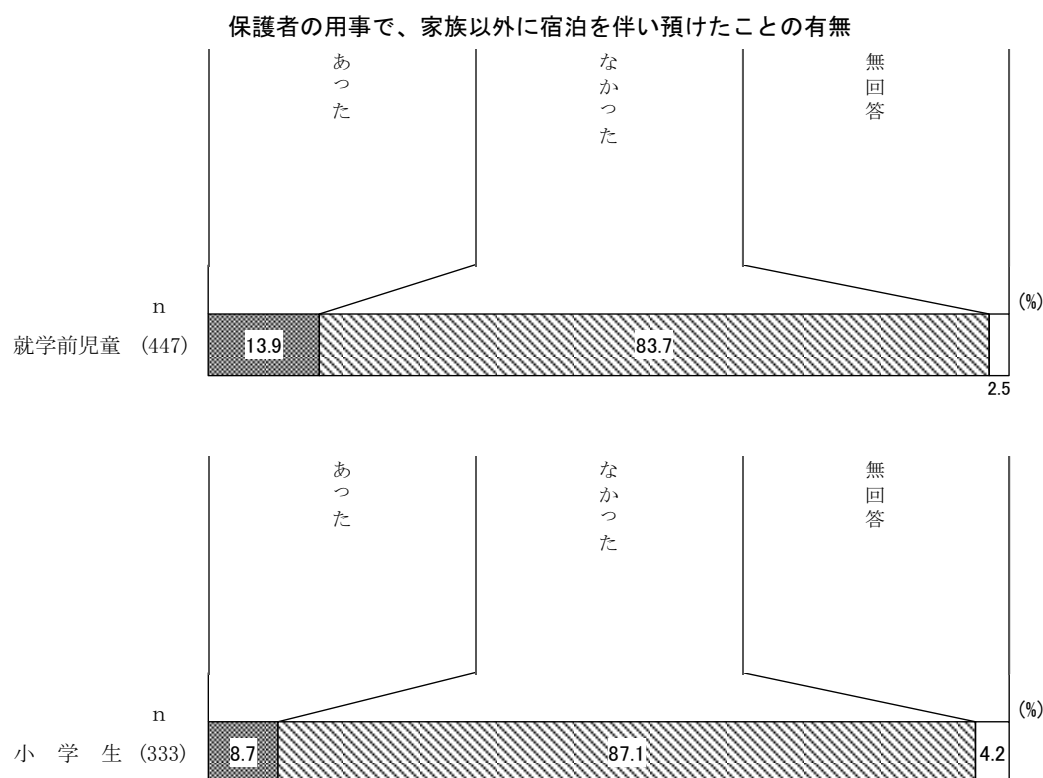 保護者の用事で、家族以外に宿泊を伴い預けたことの有無
あった
なかった
無回答
n
(%)
就学前児童 (447)
13.9
83.7
2.5
あった
なかった
無回答
n
(%)
小 学 生 (333)
8.7
87.1
4.2